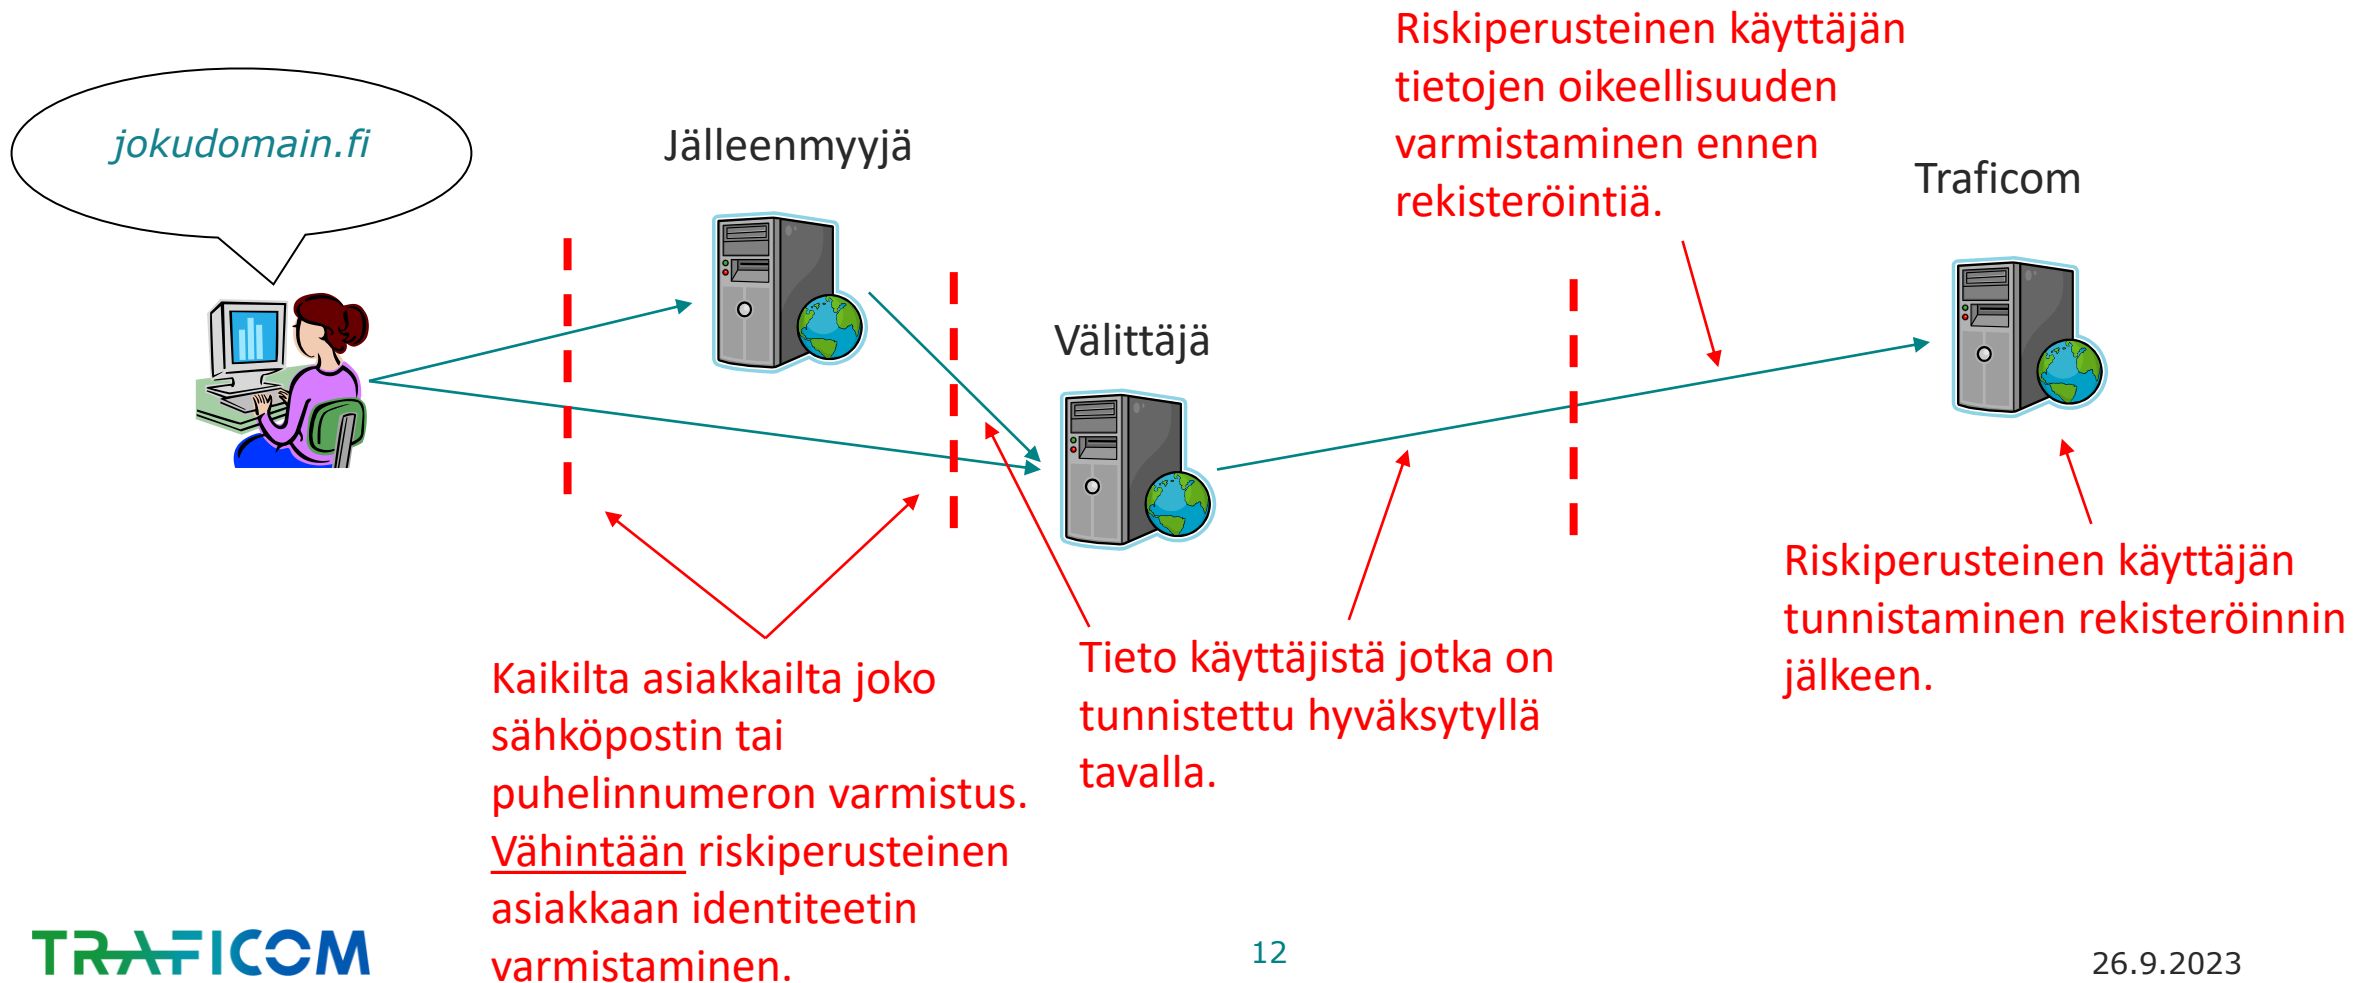 Riskiperusteinen käyttäjän
tietojen oikeellisuuden
varmistaminen ennen
rekisteröintiä.
jokudomain.fi
Jälleenmyyjä
Traficom
Välittäjä
Kaikilta asiakkailta joko
sähköpostin tai
puhelinnumeron varmistus.
Vähintään riskiperusteinen
asiakkaan identiteetin
varmistaminen.
Tieto käyttäjistä jotka on
tunnistettu hyväksytyllä
tavalla.
Riskiperusteinen käyttäjän
tunnistaminen rekisteröinnin
jälkeen.
TRAFICOM
12
26.9.2023